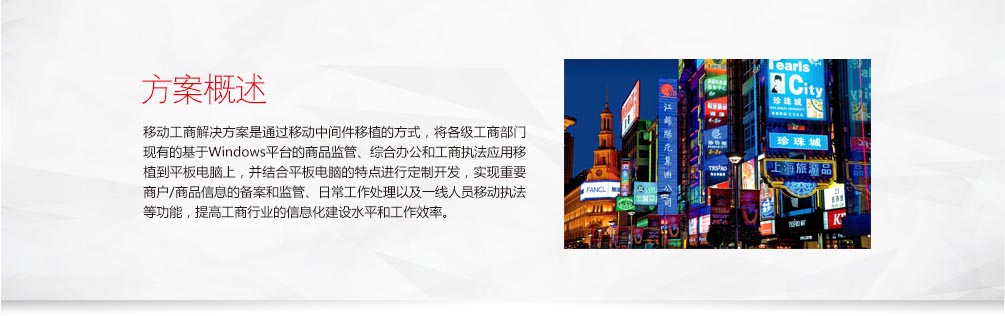 方案概述
移动工商解决方案是通过移动中间件移植的方式，将各级工商部门
现有的基于Windows平台的商品监管、综合办公和工商执法应用移
植到平板电脑上，并结合平板电脑的特点进行定制开发，实现重要
商户/商品信息的备案和监管、日常工作处理以及一线人员移动执法
等功能，提高工商行业的信息化建设水平和工作效率。
Pearls
City
珍珠城
珍珠城
上海旅游品
FANCL
TESIRO